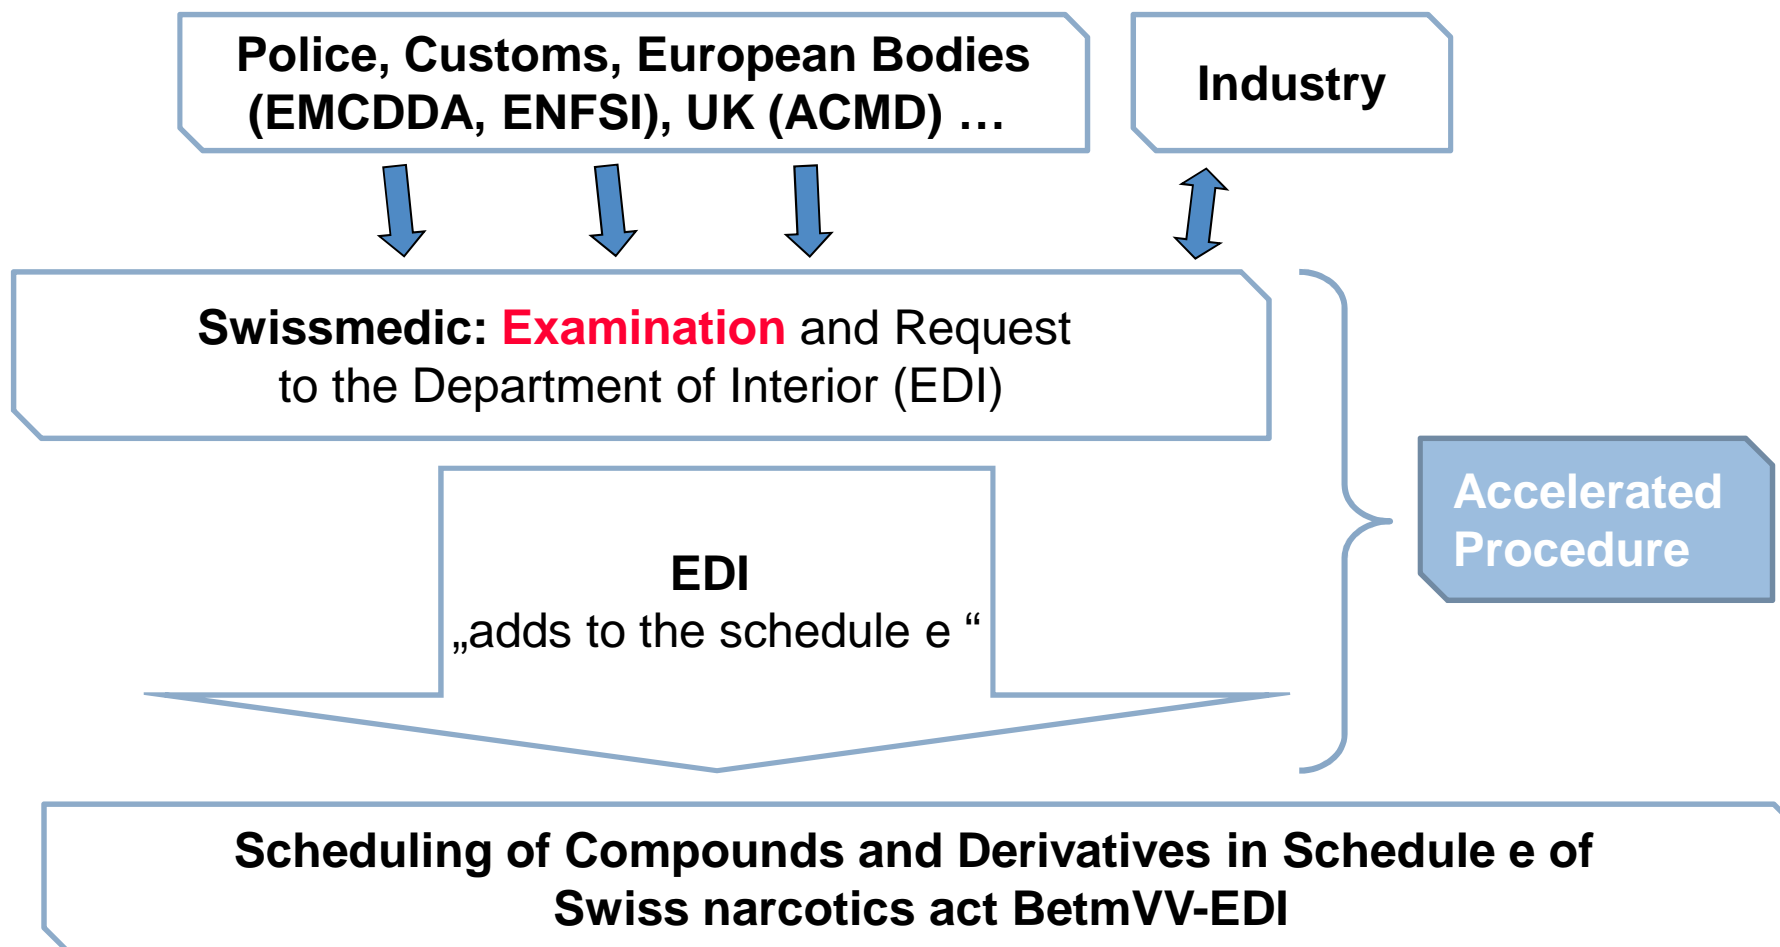 Police, Customs, European Bodies
(EMCDDA, ENFSI), UK (ACMD) …
Industry
Swissmedic: Examination and Request
to the Department of Interior (EDI)
Accelerated
Procedure
EDI
„adds to the schedule e “
Scheduling of Compounds and Derivatives in Schedule e of
Swiss narcotics act BetmVV-EDI